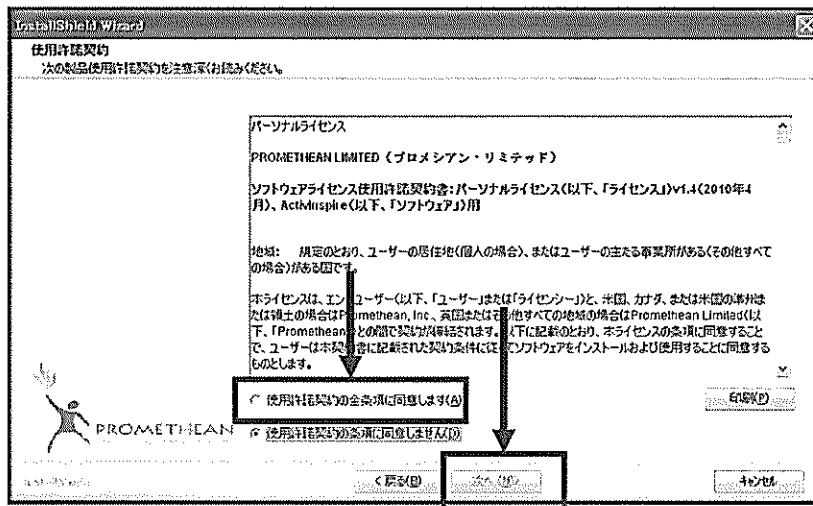 InstallShield Wizard
使用許諾契約
次の製品使用許諾契約を注意深くお読みください。
パーソナルライセンス
PROMETHEAN LIMITED (プロメシアン・リミテッド)
ソフトウェアライセンス使用許諾契約書:パーソナルライセンス(以下、「ライセンス」)v1.4(2010年4
月)、ActivInspire(以下、「ソフトウェア」)用
地域: 規定のとおり、ユーザーの居住地(個人の場合)、またはユーザーの主たる事業所がある(その他すべて
の場合)がある国です。
本ライセンスは、エンドユーザー(以下、「ユーザー」または「ライセンシー」)と、米国、カナダ、または米国の準州ま
たは領土の場合はPromethean, Inc.、英国またはその他すべての地域の場合はPromethean Limited(以
下、「Promethean」)との間で契約が締結されます。以下に記載のとおり、本ライセンスの条項に同意すること
で、ユーザーは本契約書に記載された契約条件に従ってソフトウェアをインストールおよび使用することに同意する
ものとします。
使用許諾契約の全条項に同意します(A)
印刷(P)
PROMETHEAN
使用許諾契約の条項に同意しません(D)
InstallShield
< 戻る(B)
次へ(N)>
キャンセル